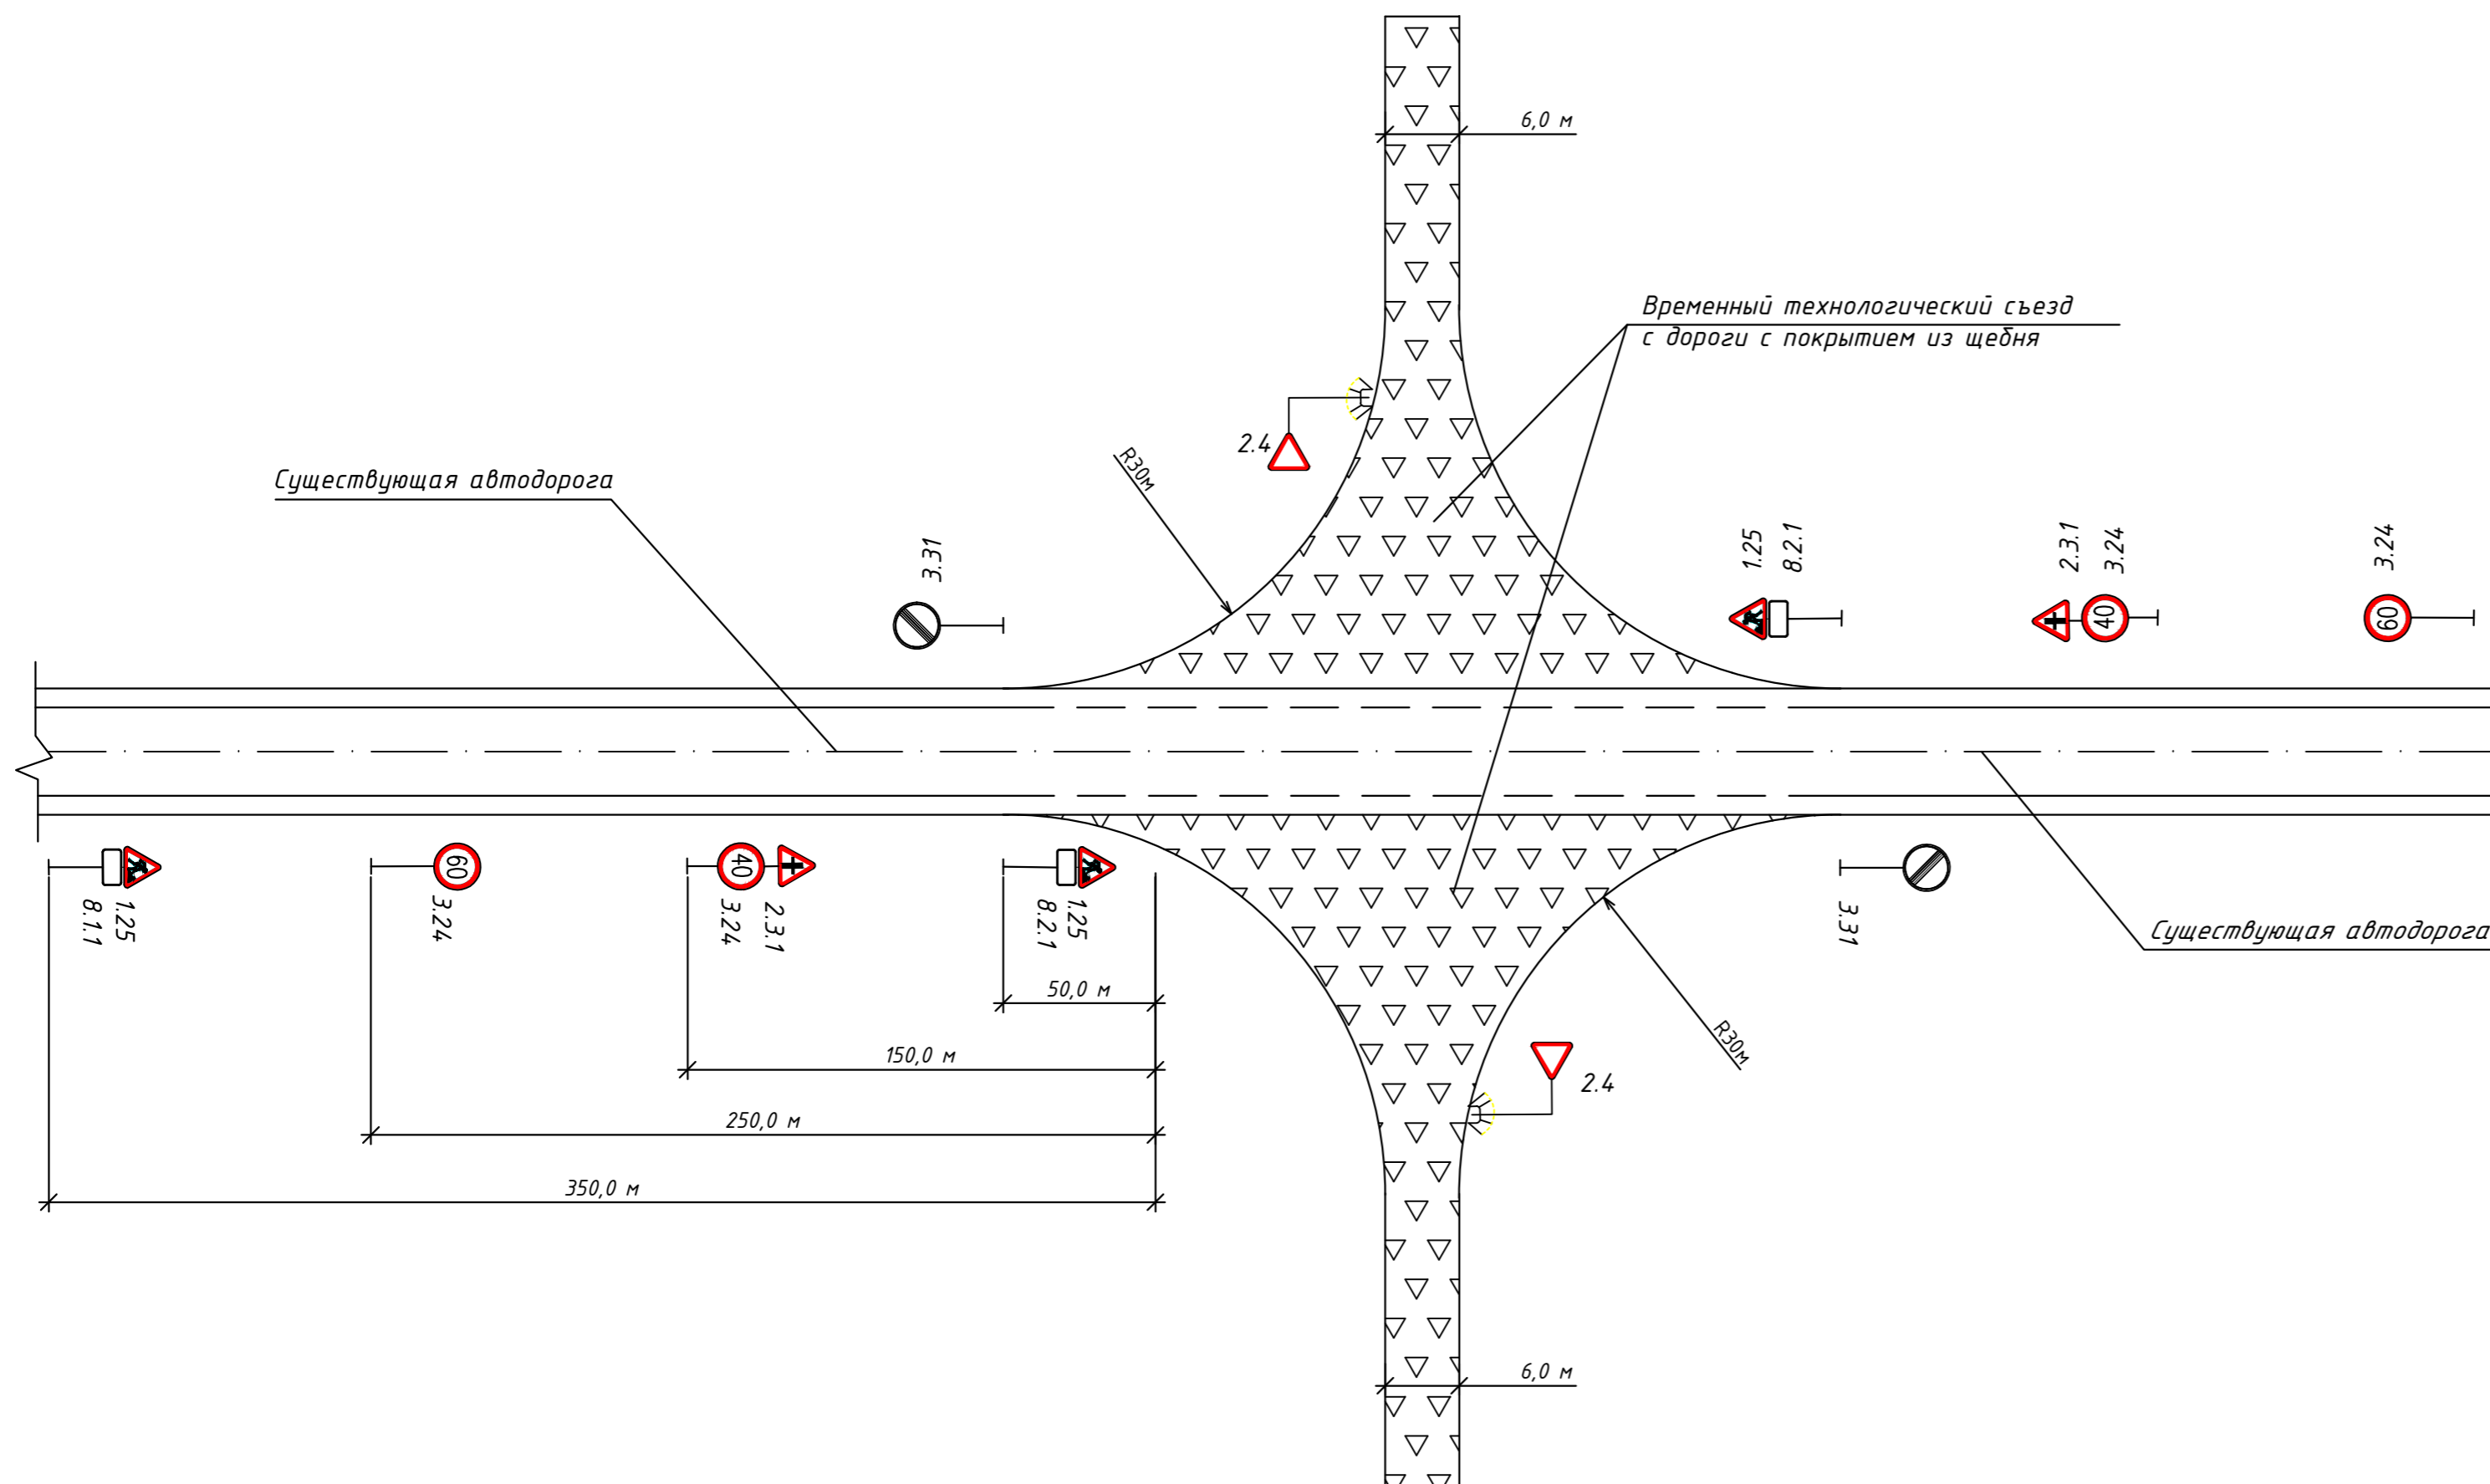 6,0 м
Временный технологический съезд
с дороги с покрытием из щебня
2.4
R30м
Существующая автодорога
3.31
1.25
8.2.1
2.3.1
3.24
3.24
40
60
60
40
8.1.1
1.25
3.24
3.24
2.3.1
8.2.1
1.25
3.31
Существующая автодорога
50,0 м
R30м
150,0 м
2.4
250,0 м
350,0 м
6,0 м